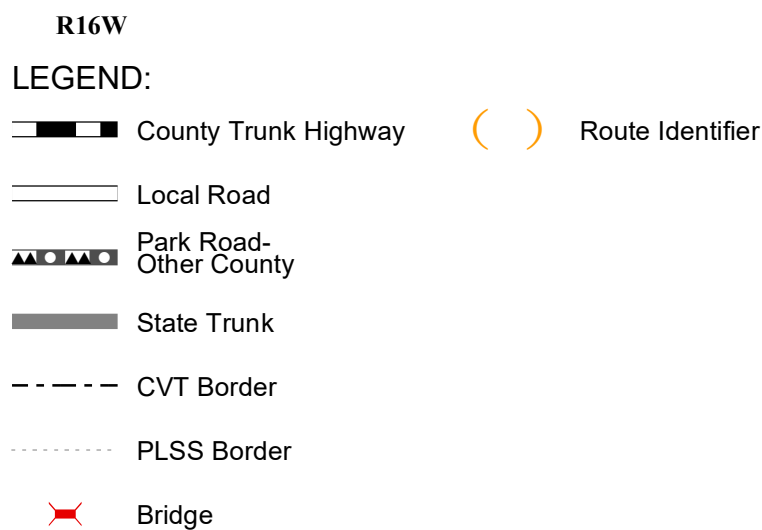 R16W
LEGEND:
County Trunk Highway
( ) Route Identifier
Local Road
Park Road-
Other County
State Trunk
CVT Border
PLSS Border
Bridge